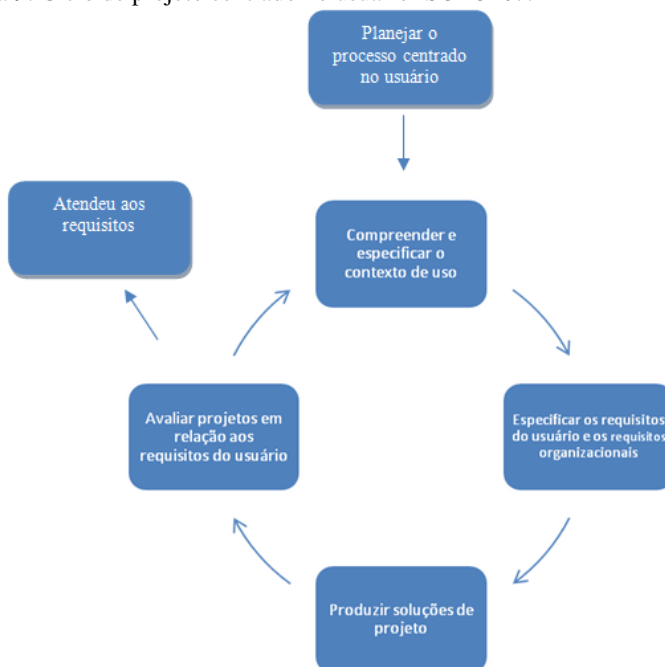 Planejar o
processo centrado
no usuário
Atendeu aos
requisitos
Compreender e
especificar o
contexto de uso
Avaliar projetos em
relação aos
requisitos do usuário
Especificar os requisitos
do usuário e os requisitos
organizacionais
Produzir soluções de
projeto